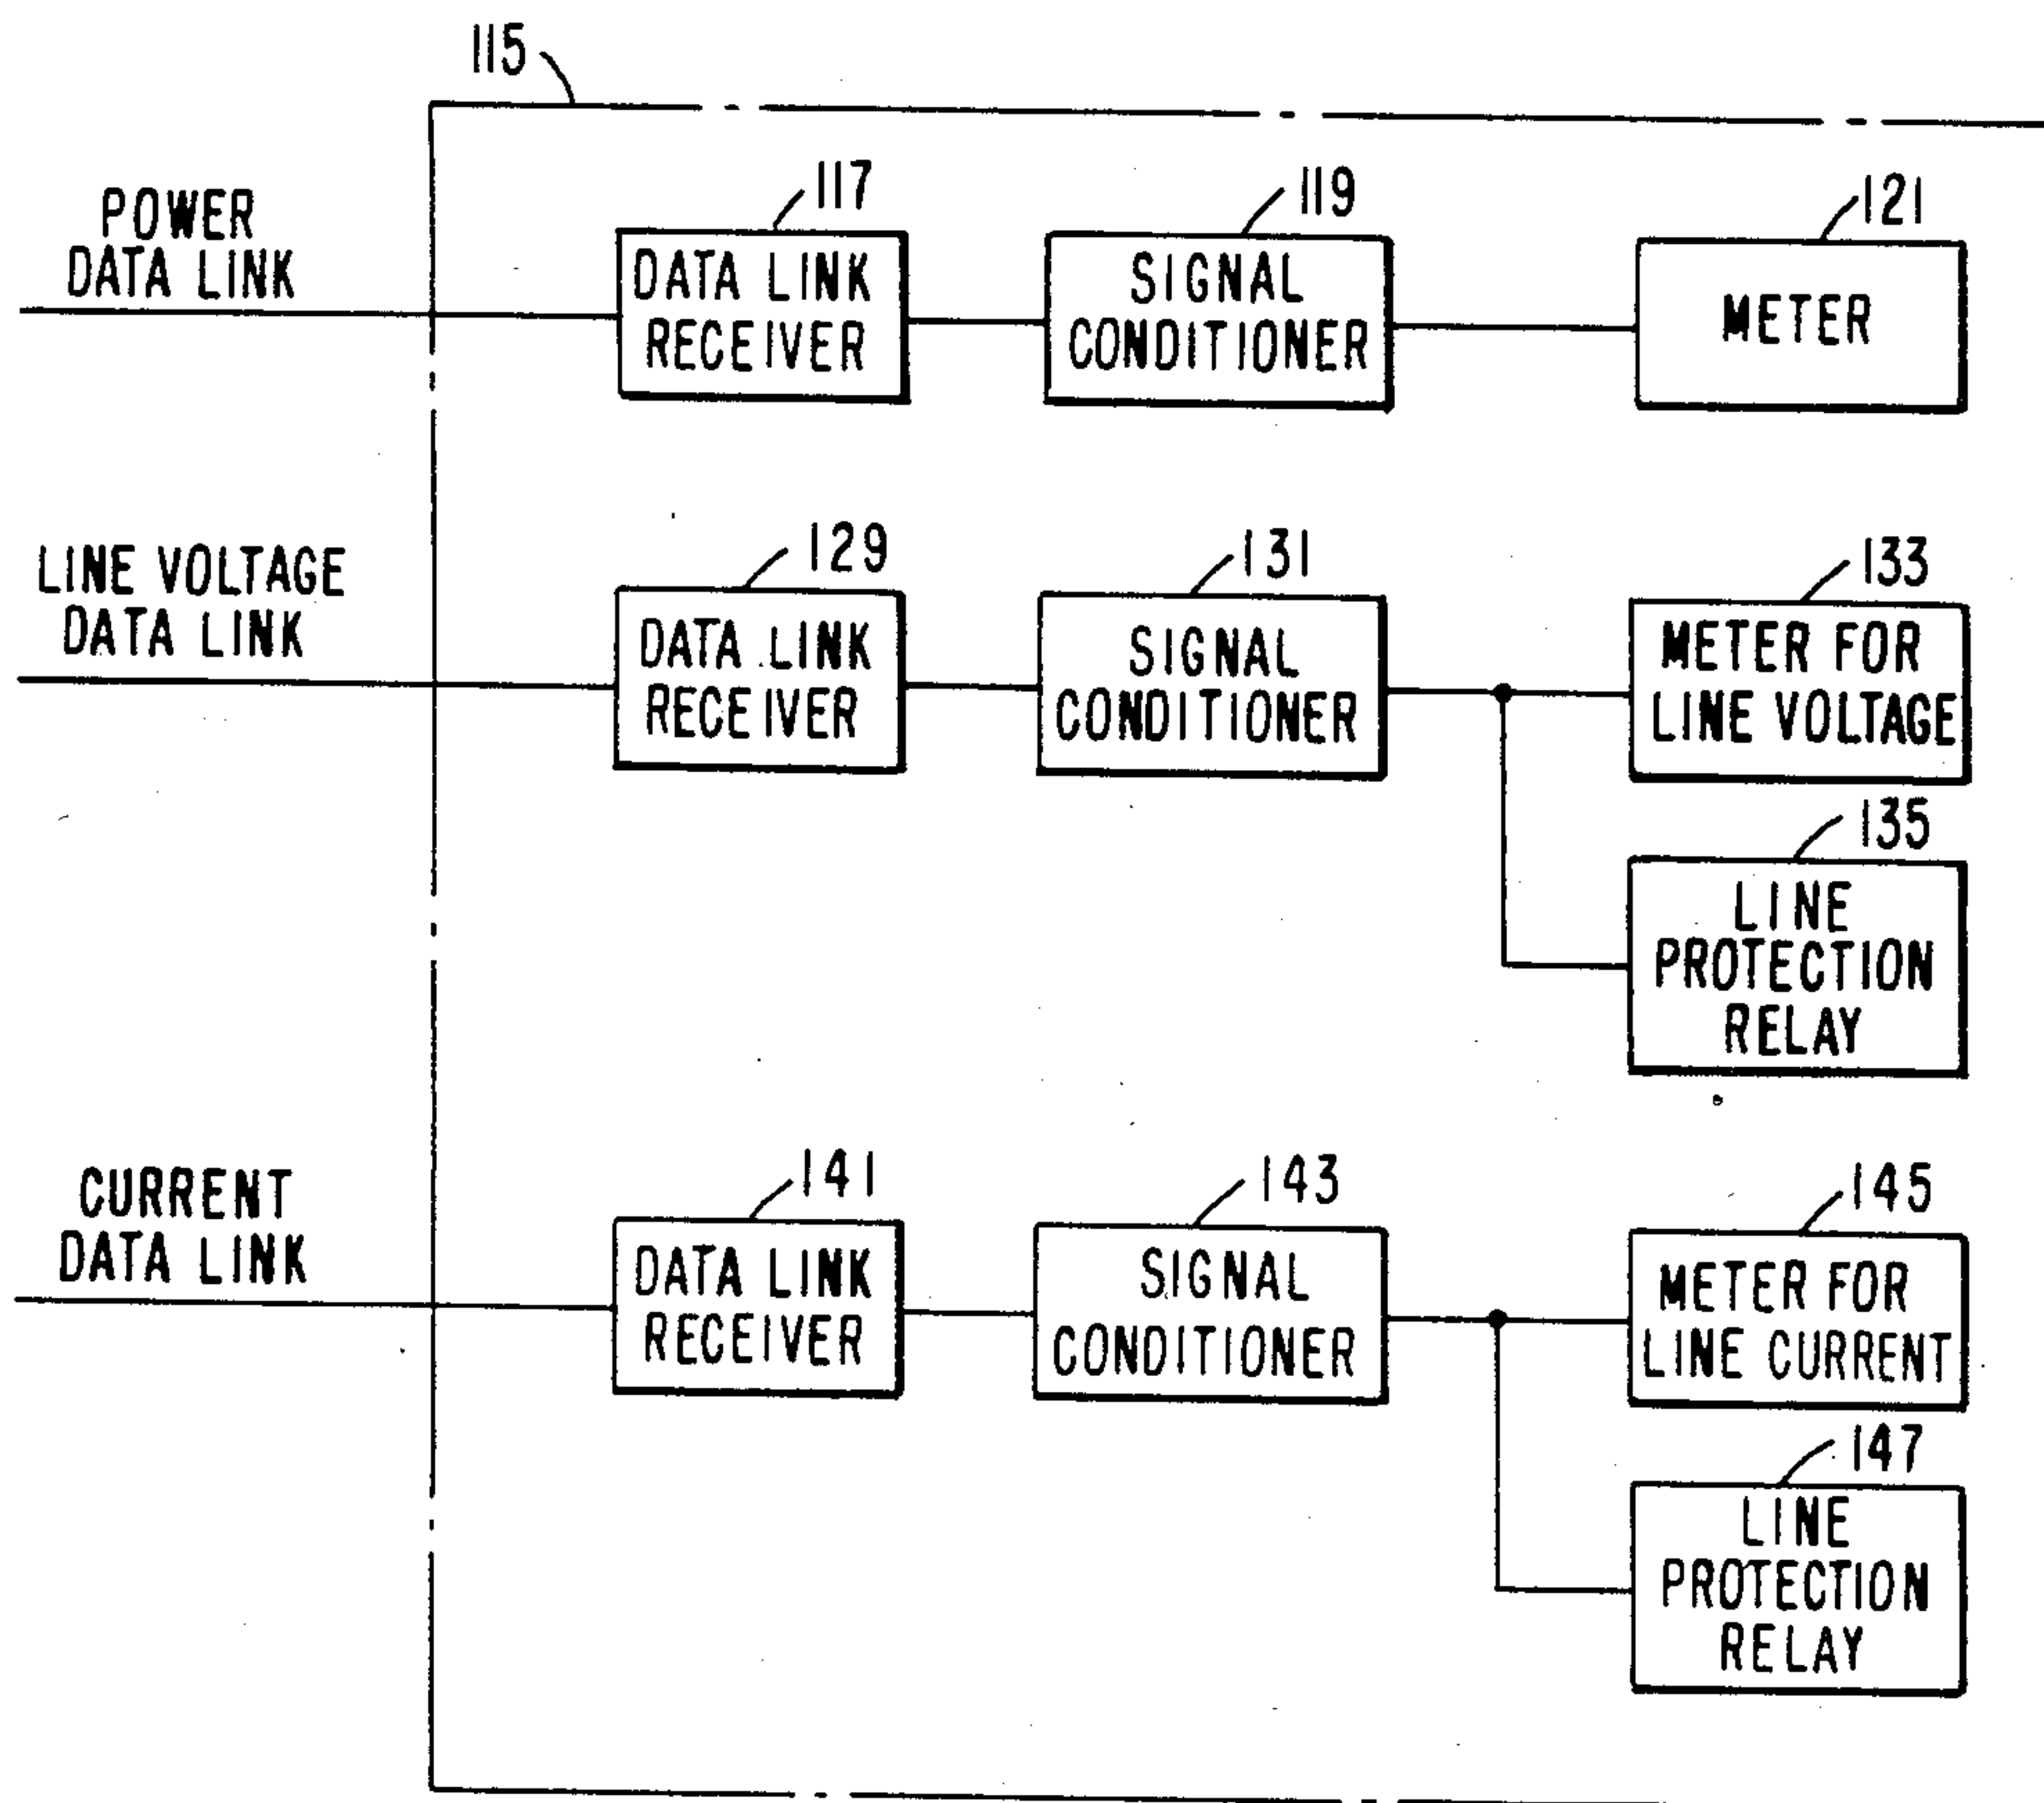 115
POWER
DATA LINK
117
DATA LINK
RECEIVER
119
SIGNAL
CONDITIONER
121
METER
LINE VOLTAGE
DATA LINK
129
DATA LINK
RECEIVER
131
SIGNAL
CONDITIONER
133
METER FOR
LINE VOLTAGE
135
LINE
PROTECTION
RELAY
CURRENT
DATA LINK
141
DATA LINK
RECEIVER
143
SIGNAL
CONDITIONER
145
METER FOR
LINE CURRENT
147
LINE
PROTECTION
RELAY